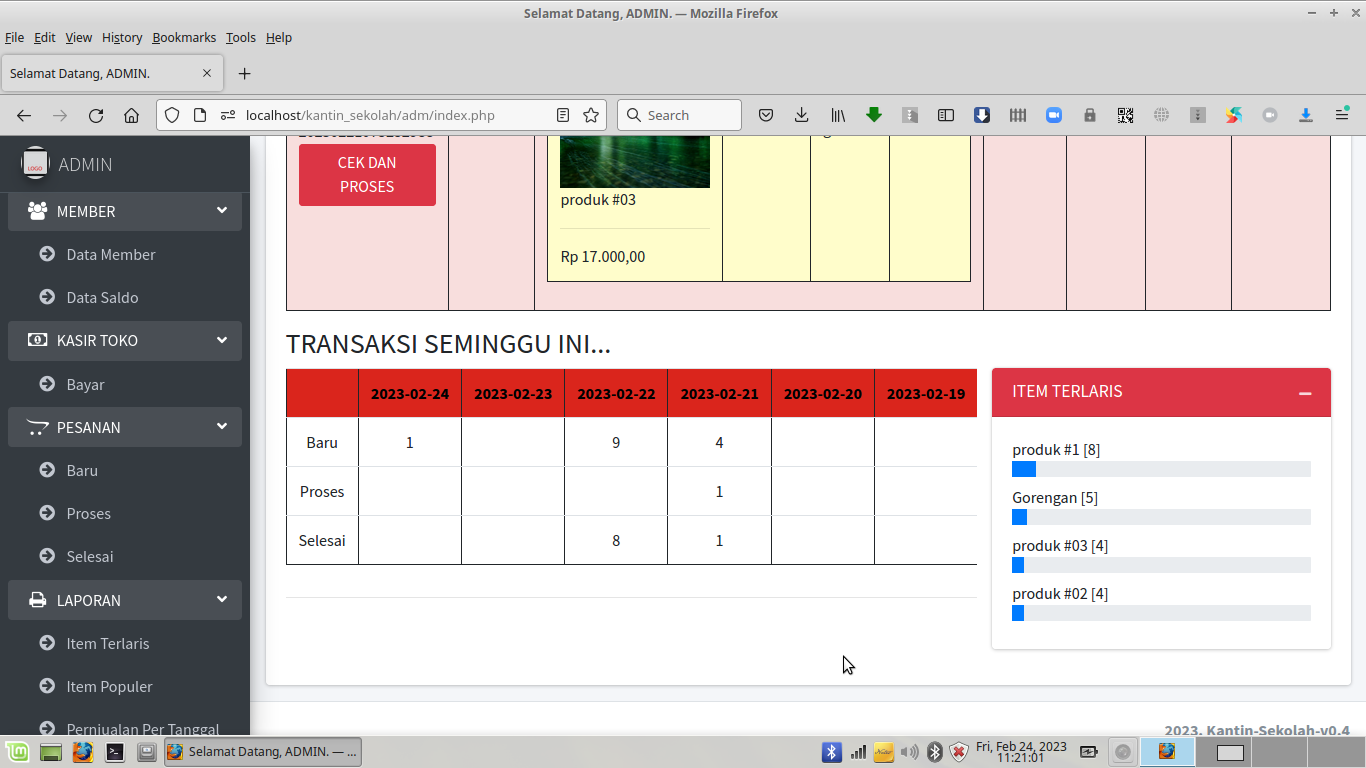 Selamat Datang, ADMIN. — Mozilla Firefox
File Edit View History Bookmarks Tools Help
Selamat Datang, ADMIN.
localhost/kantin_sekolah/adm/index.php
Search
LOGO
ADMIN
MEMBER
Data Member
Data Saldo
KASIR TOKO
Bayar
PESANAN
Baru
Proses
Selesai
LAPORAN
Item Terlaris
Item Populer
Pernjualan Per Tanggal
CEK DAN
PROSES
produk #03
Rp 17.000,00
TRANSAKSI SEMINGGU INI...
2023-02-24 2023-02-23 2023-02-22 2023-02-21 2023-02-20 2023-02-19
Baru 1 9 4
Proses 1
Selesai 8 1
ITEM TERLARIS
produk #1 [8]
Gorengan [5]
produk #03 [4]
produk #02 [4]
2023. Kantin-Sekolah-v0.4
Selamat Datang, ADMIN. — ...
Fri, Feb 24, 2023
11:21:01